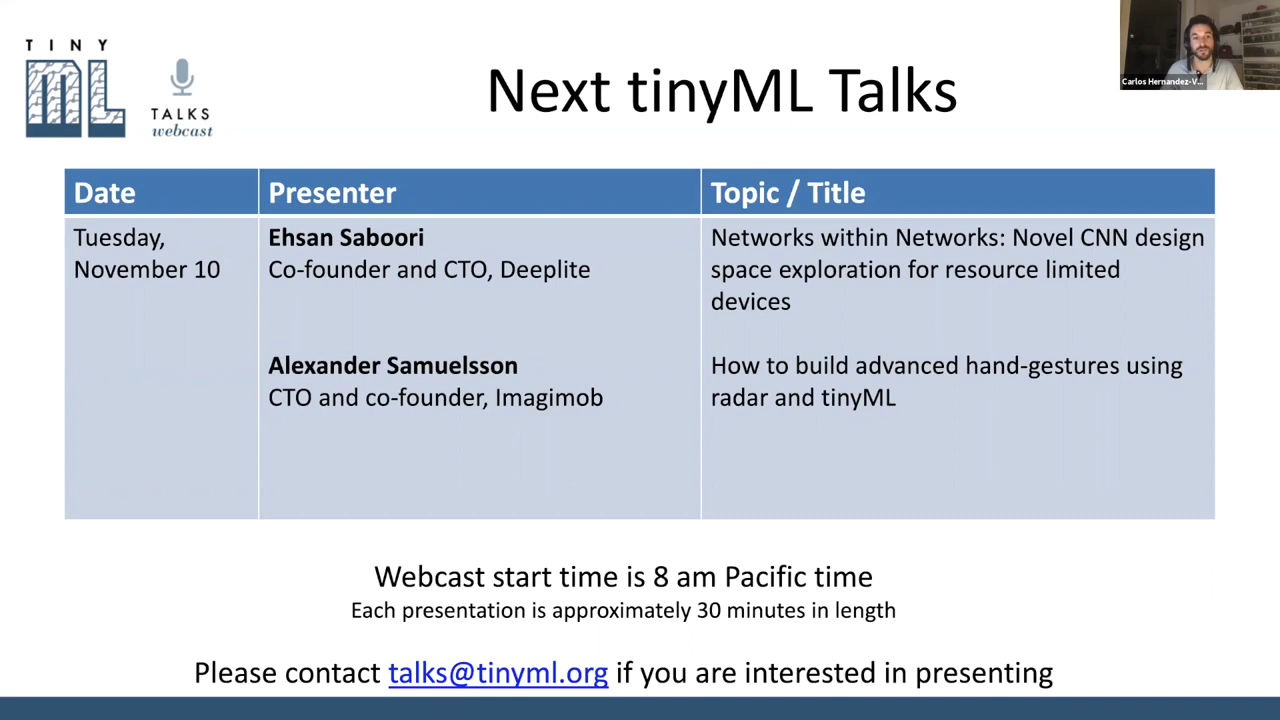 TINY
ML
TALKS
webcast
Next tinyML Talks
Carlos Hernandez-V...
Date
Presenter
Topic / Title
Tuesday,
November 10
Ehsan Saboori
Co-founder and CTO, Deeplite
Networks within Networks: Novel CNN design
space exploration for resource limited
devices
Alexander Samuelsson
CTO and co-founder, Imagimob
How to build advanced hand-gestures using
radar and tinyML
Webcast start time is 8 am Pacific time
Each presentation is approximately 30 minutes in length
Please contact talks@tinyml.org if you are interested in presenting